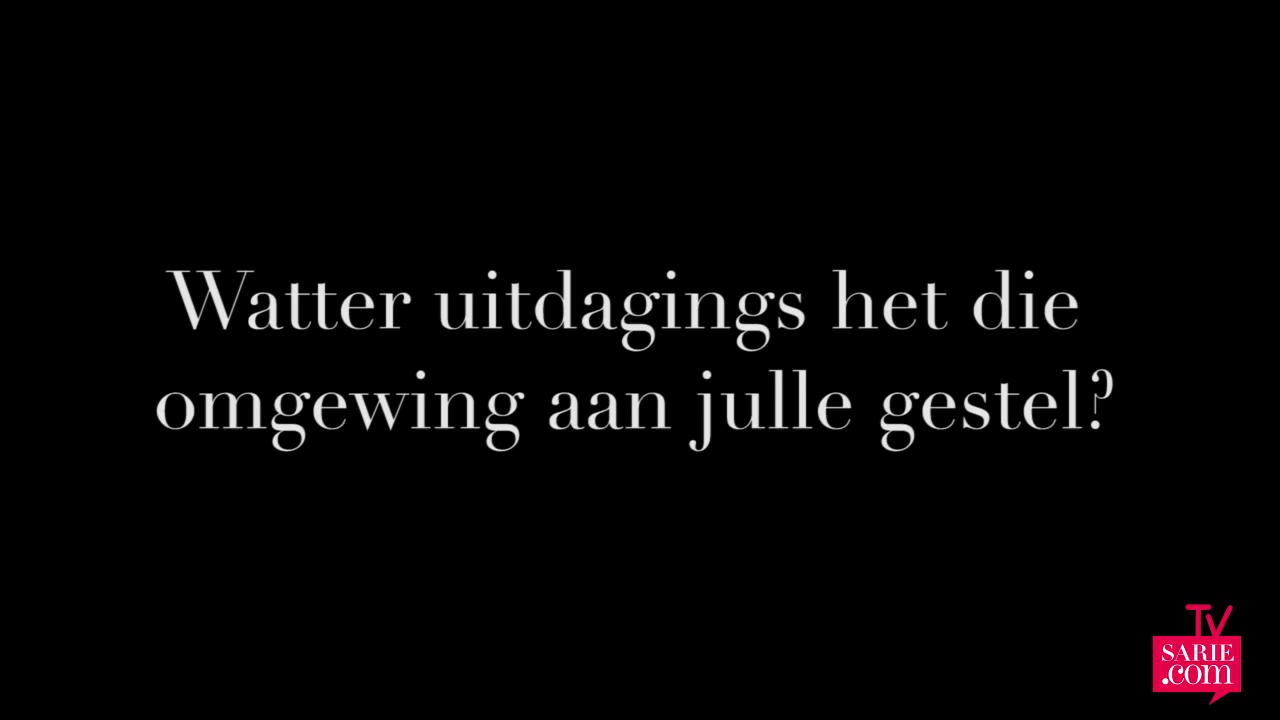 Watter uitdagings het die
omgewing aan julle gestel?
TV
SARIE
.com